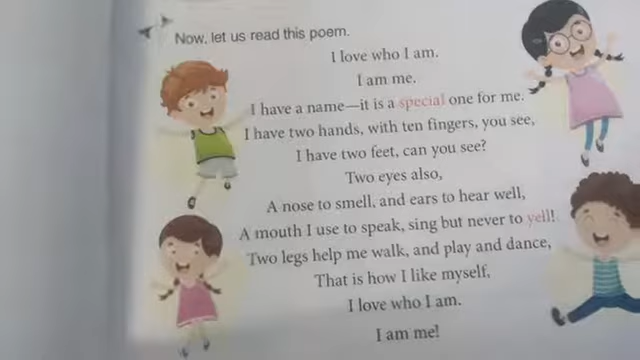 Now, let us read this poem.
I love who I am.
I am me.
I have a name—it is a special one for me.
I have two hands, with ten fingers, you see,
I have two feet, can you see?
Two eyes also,
A nose to smell, and ears to hear well,
A mouth I use to speak, sing but never to yell!
Two legs help me walk, and play and dance,
That is how I like myself,
I love who I am.
I am me!